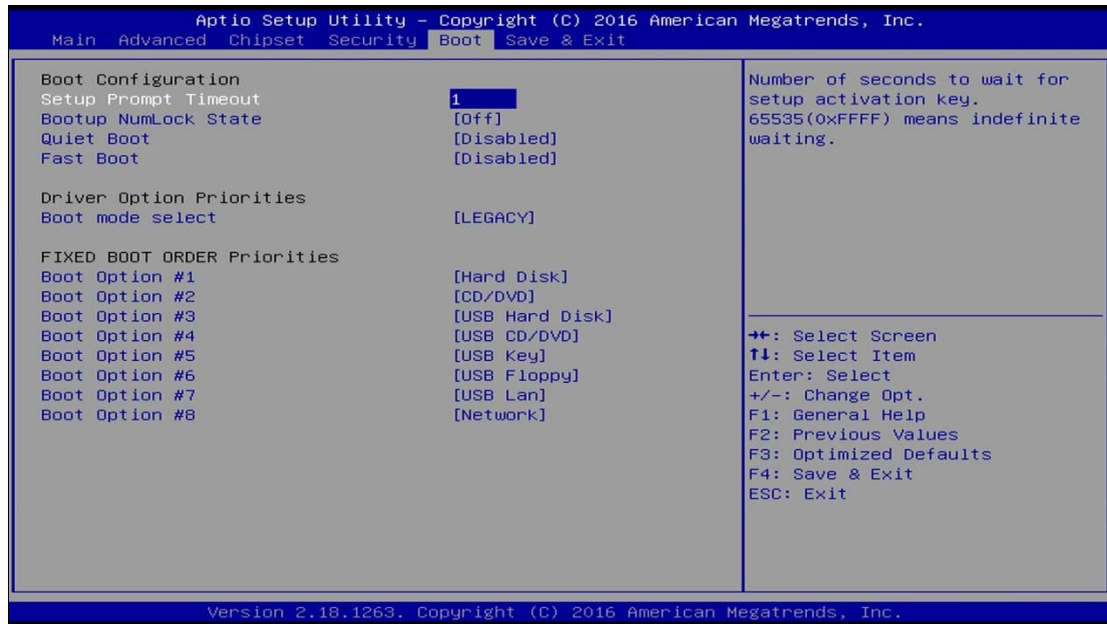 Aptio Setup Utility – Copyright (C) 2016 American Megatrends, Inc.
Main Advanced Chipset Security Boot Save & Exit
Boot Configuration
Setup Prompt Timeout 1
Bootup NumLock State [Off]
Quiet Boot [Disabled]
Fast Boot [Disabled]
Driver Option Priorities
Boot mode select [LEGACY]
FIXED BOOT ORDER Priorities
Boot Option #1 [Hard Disk]
Boot Option #2 [CD/DVD]
Boot Option #3 [USB Hard Disk]
Boot Option #4 [USB CD/DVD]
Boot Option #5 [USB Key]
Boot Option #6 [USB Floppy]
Boot Option #7 [USB Lan]
Boot Option #8 [Network]
Number of seconds to wait for
setup activation key.
65535(0xFFFF) means indefinite
waiting.
→←: Select Screen
↑↓: Select Item
Enter: Select
+/-: Change Opt.
F1: General Help
F2: Previous Values
F3: Optimized Defaults
F4: Save & Exit
ESC: Exit
Version 2.18.1263. Copyright (C) 2016 American Megatrends, Inc.